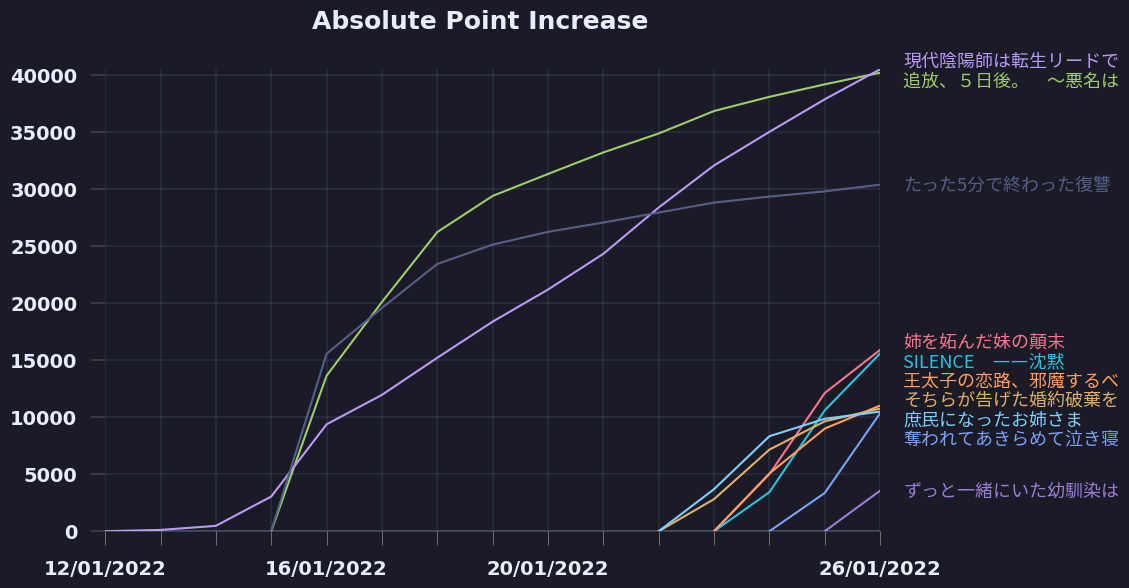 Absolute Point Increase
40000
35000
30000
25000
20000
15000
10000
5000
0
12/01/2022
16/01/2022
20/01/2022
26/01/2022
現代陰陽師は転生リードで
追放、５日後。　～悪名は
たった5分で終わった復讐
姉を妬んだ妹の顛末
SILENCE　——沈黙
王太子の恋路、邪魔するべ
そちらが告げた婚約破棄を
庶民になったお姉さま
奪われてあきらめて泣き寝
ずっと一緒にいた幼馴染は